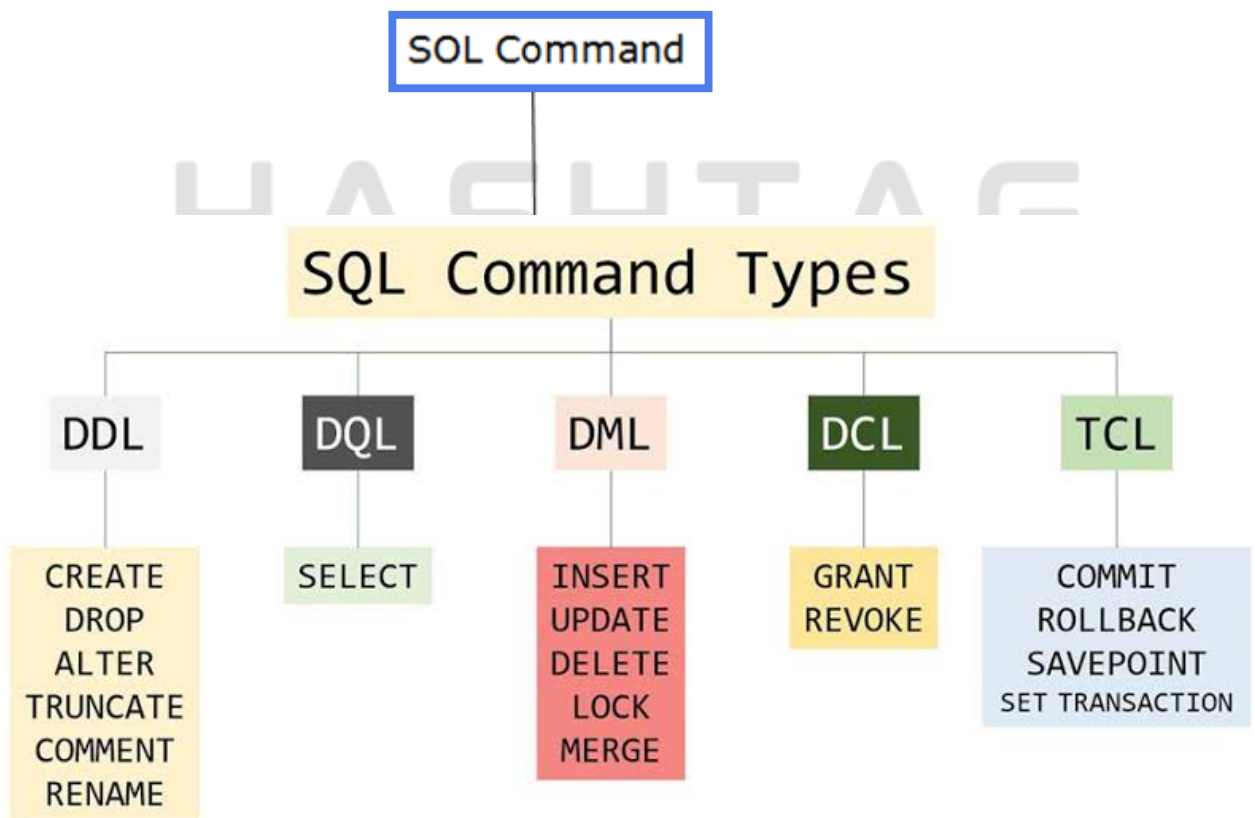 SOL Command
HASHTAG
SQL Command Types
DDL
DQL
DML
DCL
TCL
CREATE
DROP
ALTER
TRUNCATE
COMMENT
RENAME
SELECT
INSERT
UPDATE
DELETE
LOCK
MERGE
GRANT
REVOKE
COMMIT
ROLLBACK
SAVEPOINT
SET TRANSACTION